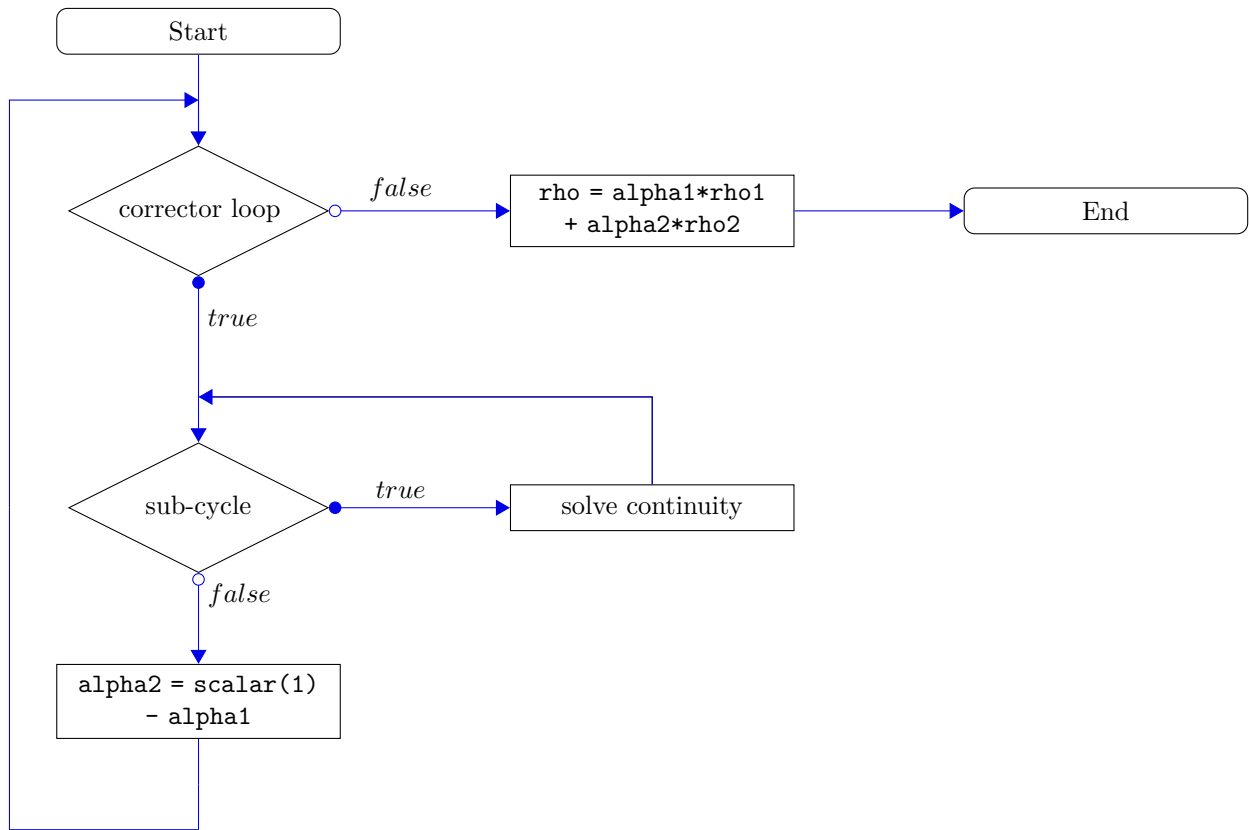 Start
corrector loop
false
rho = alpha1*rho1
+ alpha2*rho2
End
true
sub-cycle
true
solve continuity
false
alpha2 = scalar(1)
- alpha1